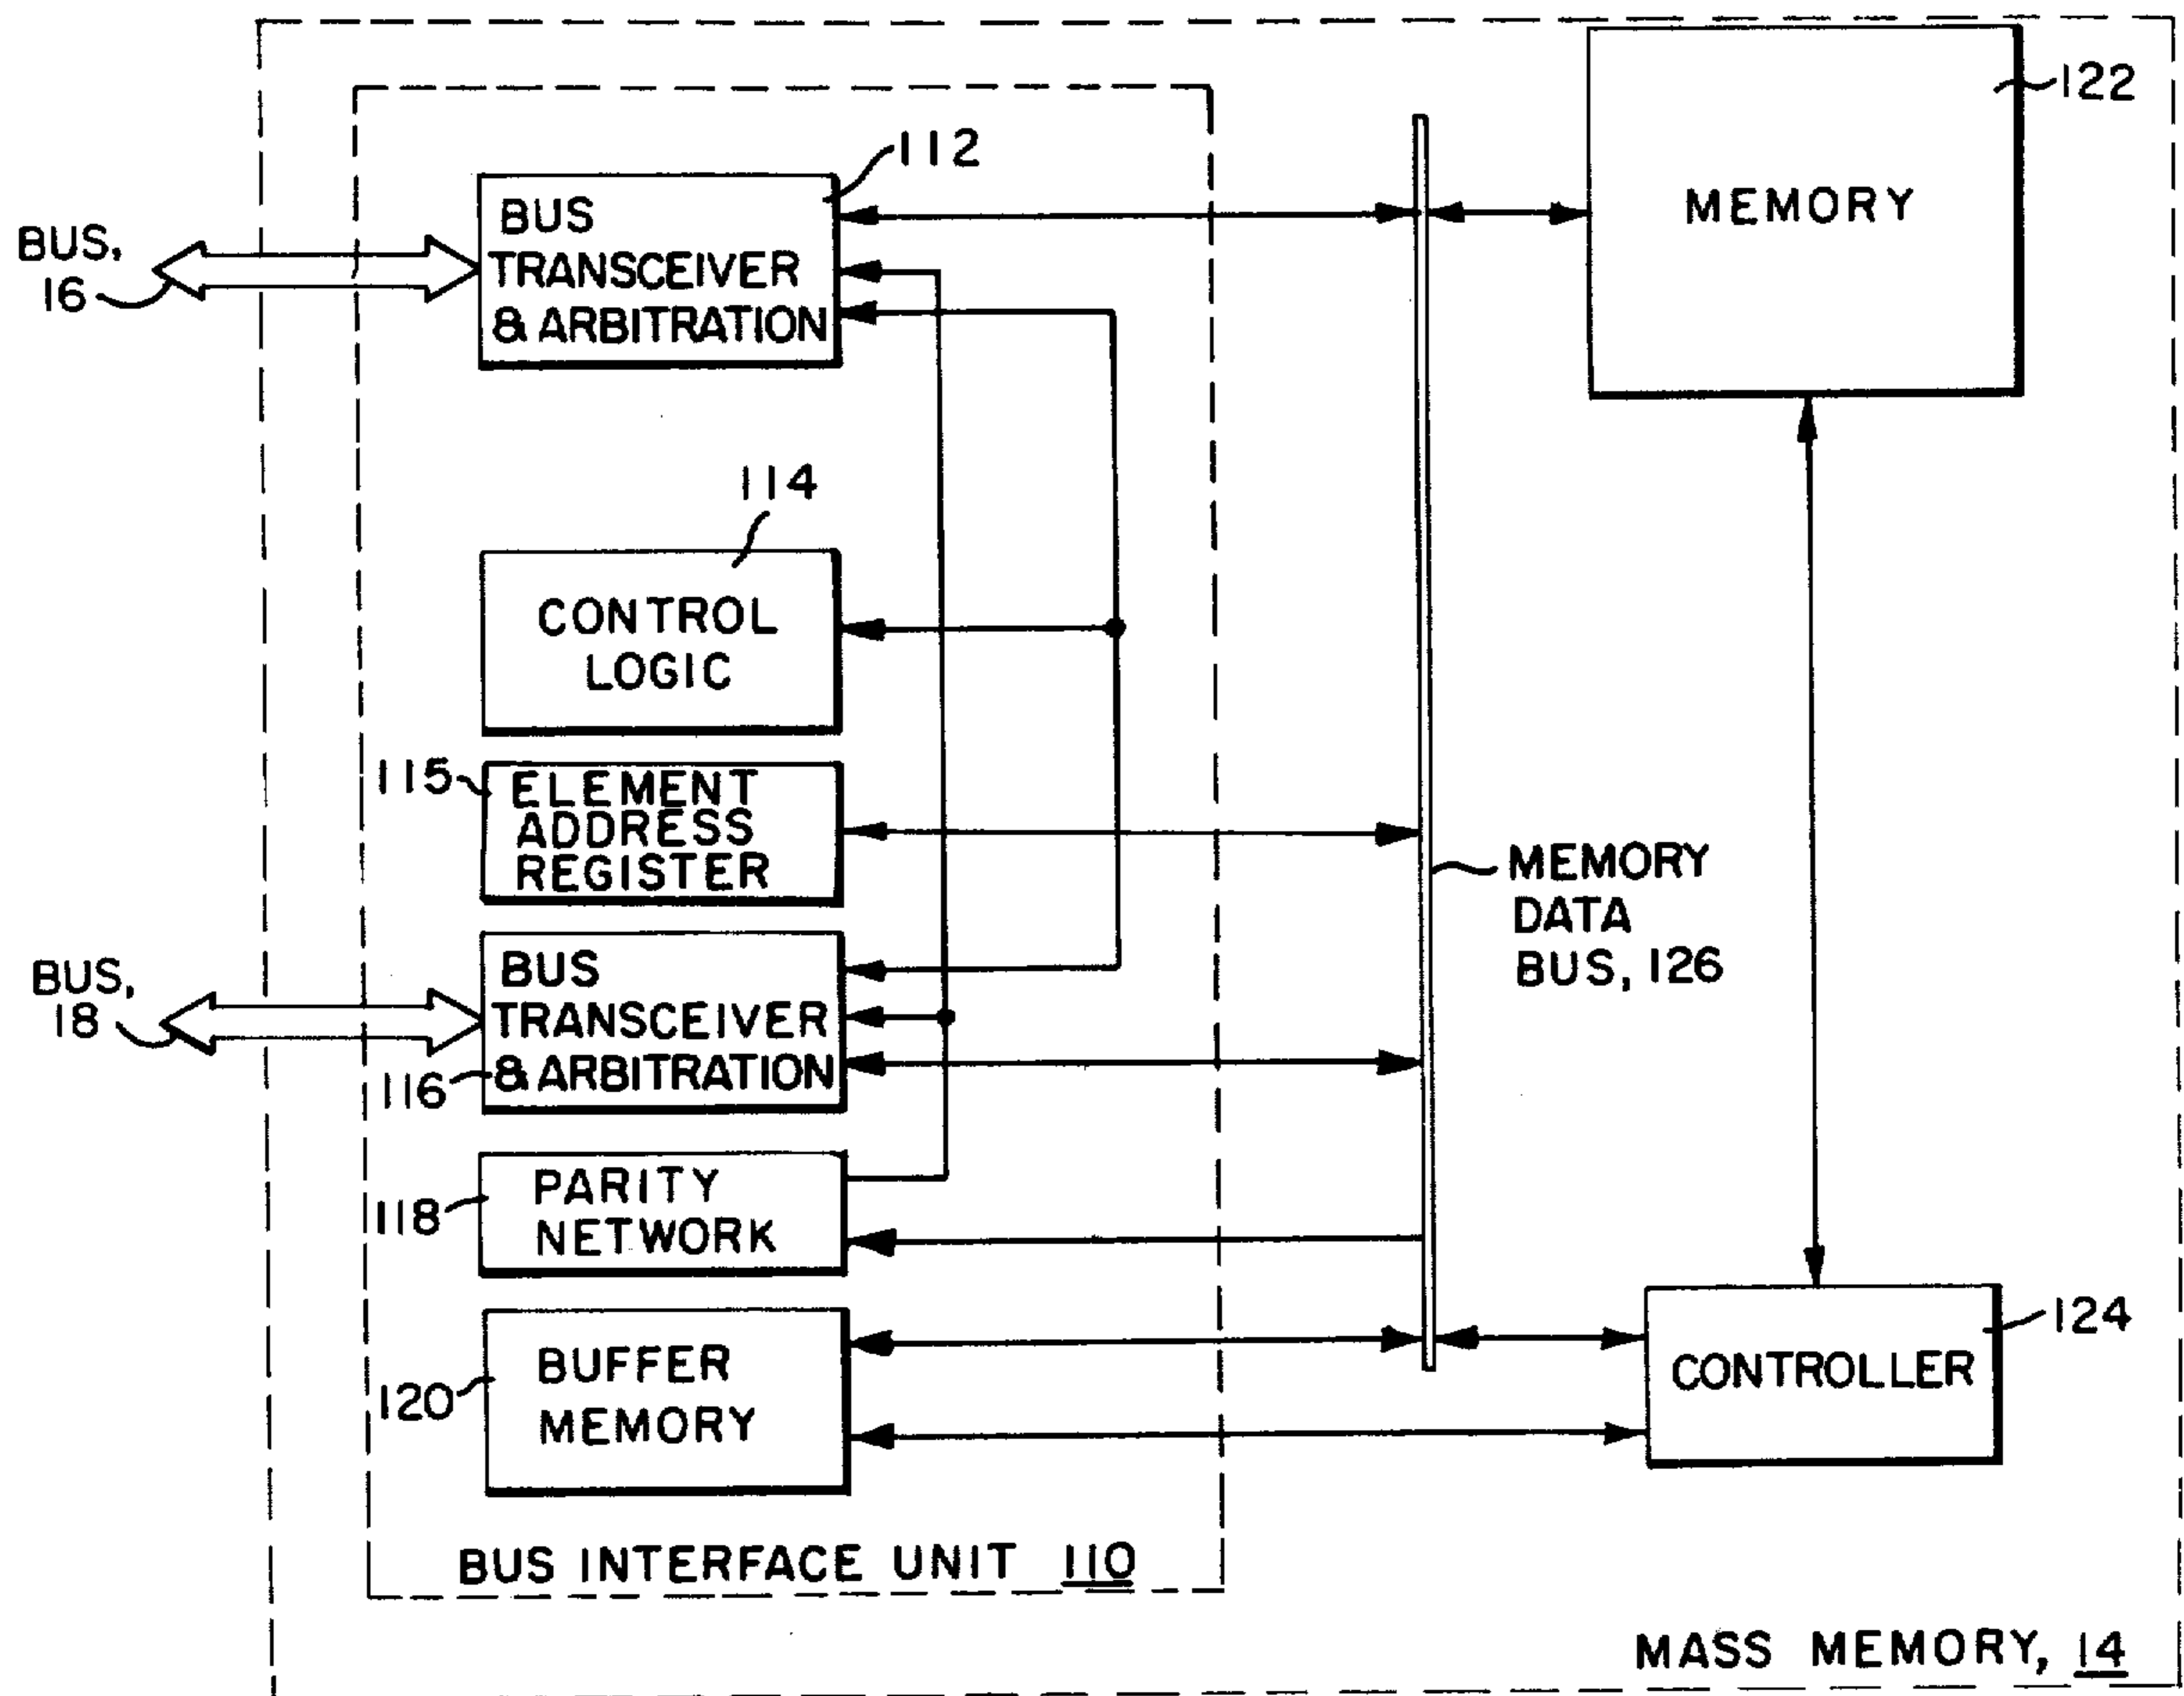 122
MEMORY
112
BUS
TRANSCEIVER
& ARBITRATION
BUS,
16
114
CONTROL
LOGIC
115
ELEMENT
ADDRESS
REGISTER
MEMORY
DATA
BUS, 126
BUS,
18
BUS
TRANSCEIVER
& ARBITRATION
116
118
PARITY
NETWORK
120
BUFFER
MEMORY
124
CONTROLLER
BUS INTERFACE UNIT 110
MASS MEMORY, 14